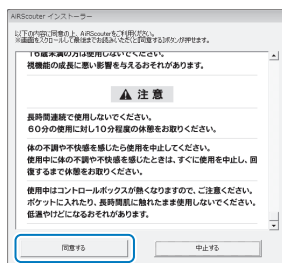 AiRScouter インストーラー
以下の内容に同意の上、AiRScouterをご利用ください。
※画面をスクロールして最後までお読みいただくと[同意する]ボタンが押せます。
16歳未満の方は使用しないでください。
視機能の成長に悪い影響を与えるおそれがあります。
注意
長時間連続で使用しないでください。
60分の使用に対し10分程度の休憩をお取りください。
体の不調や不快感を感じたら使用を中止してください。
使用中に体の不調や不快感を感じたときは、すぐに使用を中止し、回
復するまで休憩をお取りください。
使用中はコントロールボックスが熱くなりますので、ご注意ください。
ポケットに入れたり、長時間肌に触れたまま使用しないでください。
低温やけどになるおそれがあります。
同意する
中止する